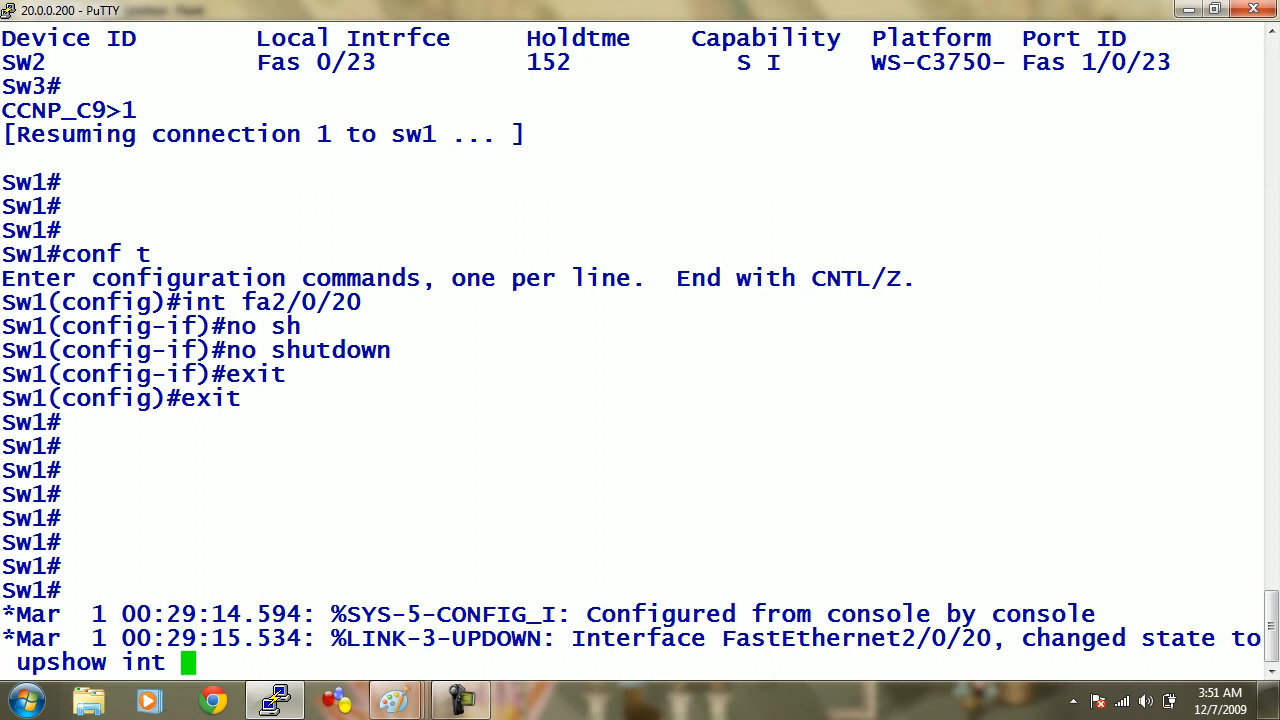 20.0.0.200 - PuTTY
Device ID Local Intrfce Holdtme Capability Platform Port ID
SW2 Fas 0/23 152 S I WS-C3750- Fas 1/0/23
Sw3#
CCNP_C9>1
[Resuming connection 1 to sw1 ... ]
Sw1#
Sw1#
Sw1#
Sw1#conf t
Enter configuration commands, one per line. End with CNTL/Z.
Sw1(config)#int fa2/0/20
Sw1(config-if)#no sh
Sw1(config-if)#no shutdown
Sw1(config-if)#exit
Sw1(config)#exit
Sw1#
Sw1#
Sw1#
Sw1#
Sw1#
Sw1#
Sw1#
Sw1#
*Mar 1 00:29:14.594: %SYS-5-CONFIG_I: Configured from console by console
*Mar 1 00:29:15.534: %LINK-3-UPDOWN: Interface FastEthernet2/0/20, changed state to
upshow int
3:51 AM
12/7/2009